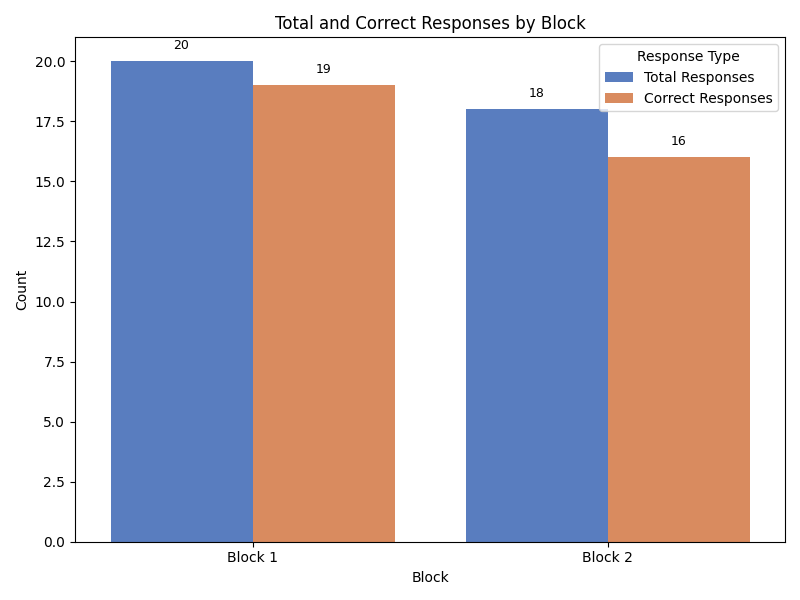 Total and Correct Responses by Block
Response Type
Total Responses
Correct Responses
20
19
18
16
20.0
17.5
15.0
12.5
10.0
7.5
5.0
2.5
0.0
Count
Block 1
Block 2
Block